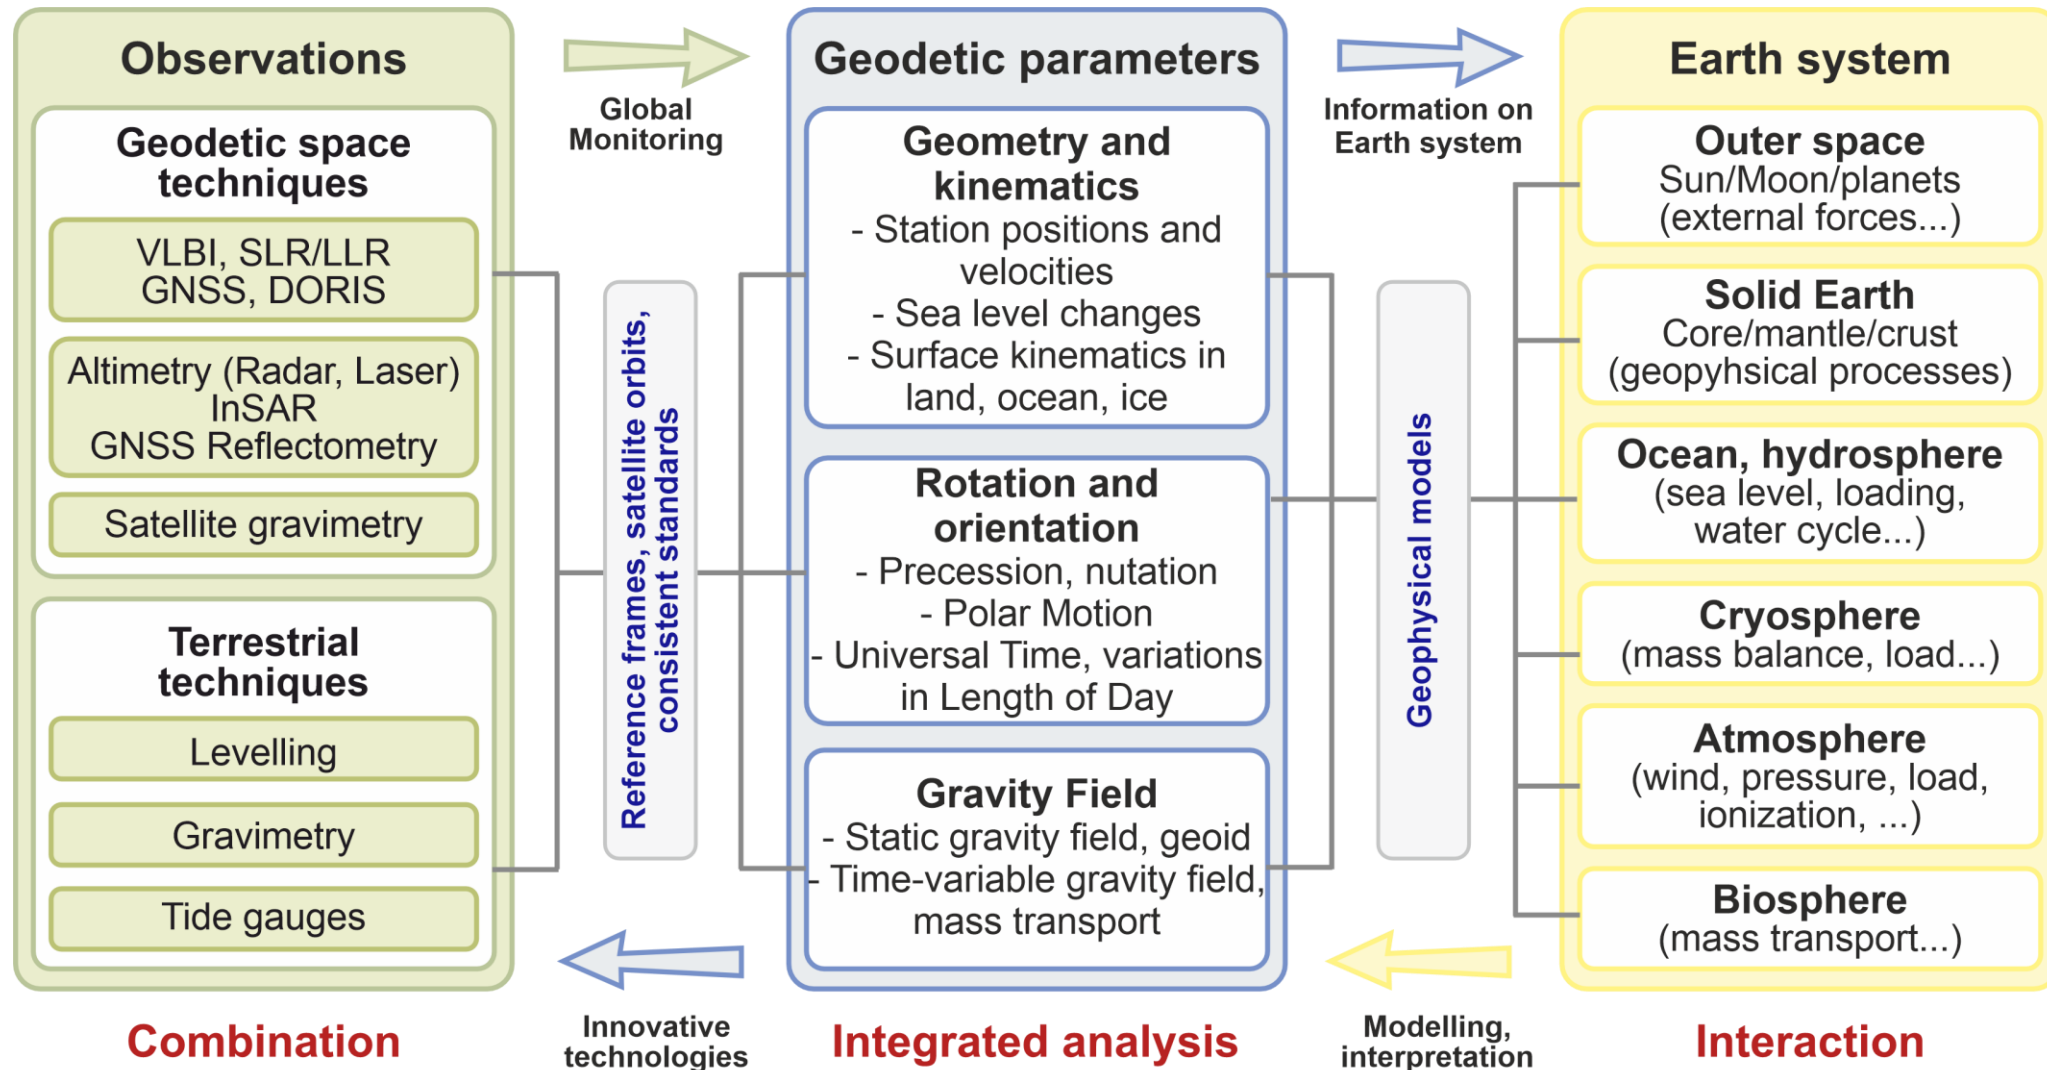 Observations
Geodetic space
techniques
VLBI, SLR/LLR
GNSS, DORIS
Altimetry (Radar, Laser)
InSAR
GNSS Reflectometry
Satellite gravimetry
Terrestrial
techniques
Levelling
Gravimetry
Tide gauges
Combination
Global
Monitoring
Reference frames, satellite orbits,
consistent standards
Innovative
technologies
Geodetic parameters
Geometry and
kinematics
- Station positions and
velocities
- Sea level changes
- Surface kinematics in
land, ocean, ice
Rotation and
orientation
- Precession, nutation
- Polar Motion
- Universal Time, variations
in Length of Day
Gravity Field
- Static gravity field, geoid
- Time-variable gravity field,
mass transport
Integrated analysis
Information on
Earth system
Geophysical models
Modelling,
interpretation
Earth system
Outer space
Sun/Moon/planets
(external forces...)
Solid Earth
Core/mantle/crust
(geopyhsical processes)
Ocean, hydrosphere
(sea level, loading,
water cycle...)
Cryosphere
(mass balance, load...)
Atmosphere
(wind, pressure, load,
ionization, ...)
Biosphere
(mass transport...)
Interaction